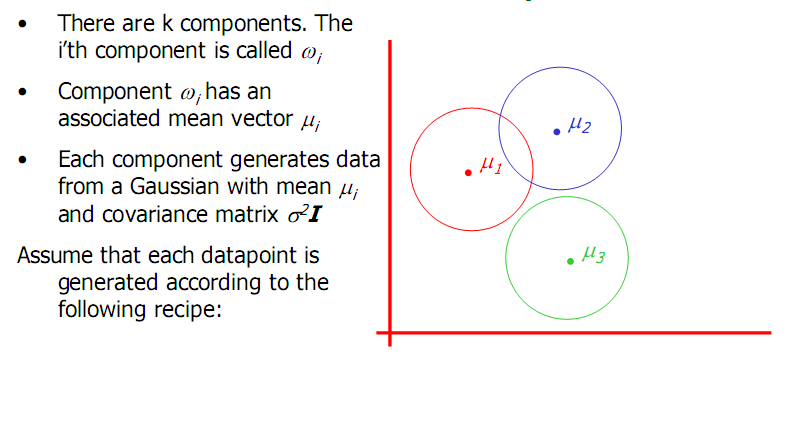 • There are k components. The
i'th component is called ωi
• Component ωi has an
associated mean vector μi
• Each component generates data
from a Gaussian with mean μi
and covariance matrix σ²I
Assume that each datapoint is
generated according to the
following recipe:
μ2
μ1
μ3